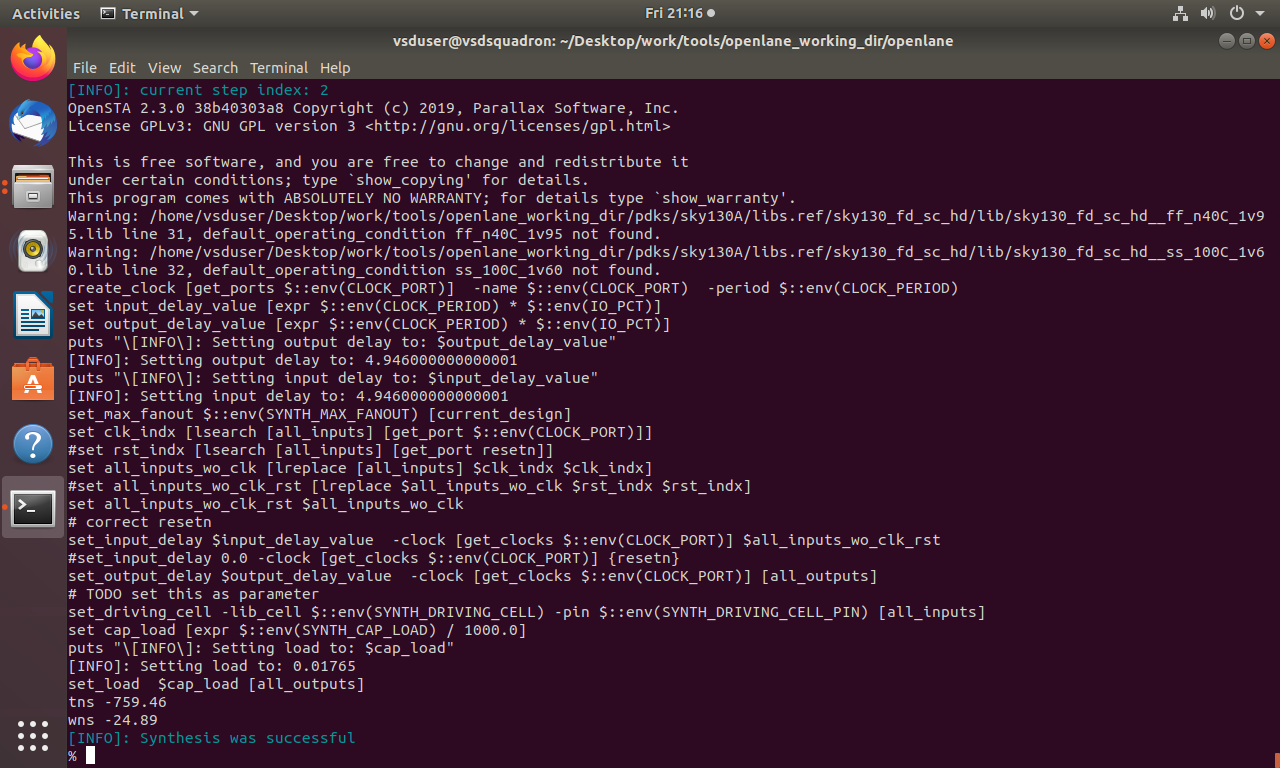 Activities Terminal Fri 21:16
vsduser@vsdsquadron: ~/Desktop/work/tools/openlane_working_dir/openlane
File Edit View Search Terminal Help
[INFO]: current step index: 2
OpenSTA 2.3.0 38b40303a8 Copyright (c) 2019, Parallax Software, Inc.
License GPLv3: GNU GPL version 3 <http://gnu.org/licenses/gpl.html>
This is free software, and you are free to change and redistribute it
under certain conditions; type `show_copying' for details.
This program comes with ABSOLUTELY NO WARRANTY; for details type `show_warranty'.
Warning: /home/vsduser/Desktop/work/tools/openlane_working_dir/pdks/sky130A/libs.ref/sky130_fd_sc_hd/lib/sky130_fd_sc_hd__ff_n40C_1v9
5.lib line 31, default_operating_condition ff_n40C_1v95 not found.
Warning: /home/vsduser/Desktop/work/tools/openlane_working_dir/pdks/sky130A/libs.ref/sky130_fd_sc_hd/lib/sky130_fd_sc_hd__ss_100C_1v6
0.lib line 32, default_operating_condition ss_100C_1v60 not found.
create_clock [get_ports $::env(CLOCK_PORT)]  -name $::env(CLOCK_PORT)  -period $::env(CLOCK_PERIOD)
set input_delay_value [expr $::env(CLOCK_PERIOD) * $::env(IO_PCT)]
set output_delay_value [expr $::env(CLOCK_PERIOD) * $::env(IO_PCT)]
puts "\[INFO\]: Setting output delay to: $output_delay_value"
[INFO]: Setting output delay to: 4.946000000000001
puts "\[INFO\]: Setting input delay to: $input_delay_value"
[INFO]: Setting input delay to: 4.946000000000001
set_max_fanout $::env(SYNTH_MAX_FANOUT) [current_design]
set clk_indx [lsearch [all_inputs] [get_port $::env(CLOCK_PORT)]]
#set rst_indx [lsearch [all_inputs] [get_port resetn]]
set all_inputs_wo_clk [lreplace [all_inputs] $clk_indx $clk_indx]
#set all_inputs_wo_clk_rst [lreplace $all_inputs_wo_clk $rst_indx $rst_indx]
set all_inputs_wo_clk_rst $all_inputs_wo_clk
# correct resetn
set_input_delay $input_delay_value  -clock [get_clocks $::env(CLOCK_PORT)] $all_inputs_wo_clk_rst
#set_input_delay 0.0 -clock [get_clocks $::env(CLOCK_PORT)] {resetn}
set_output_delay $output_delay_value  -clock [get_clocks $::env(CLOCK_PORT)] [all_outputs]
# TODO set this as parameter
set_driving_cell -lib_cell $::env(SYNTH_DRIVING_CELL) -pin $::env(SYNTH_DRIVING_CELL_PIN) [all_inputs]
set cap_load [expr $::env(SYNTH_CAP_LOAD) / 1000.0]
puts "\[INFO\]: Setting load to: $cap_load"
[INFO]: Setting load to: 0.01765
set_load  $cap_load [all_outputs]
tns -759.46
wns -24.89
[INFO]: Synthesis was successful
%